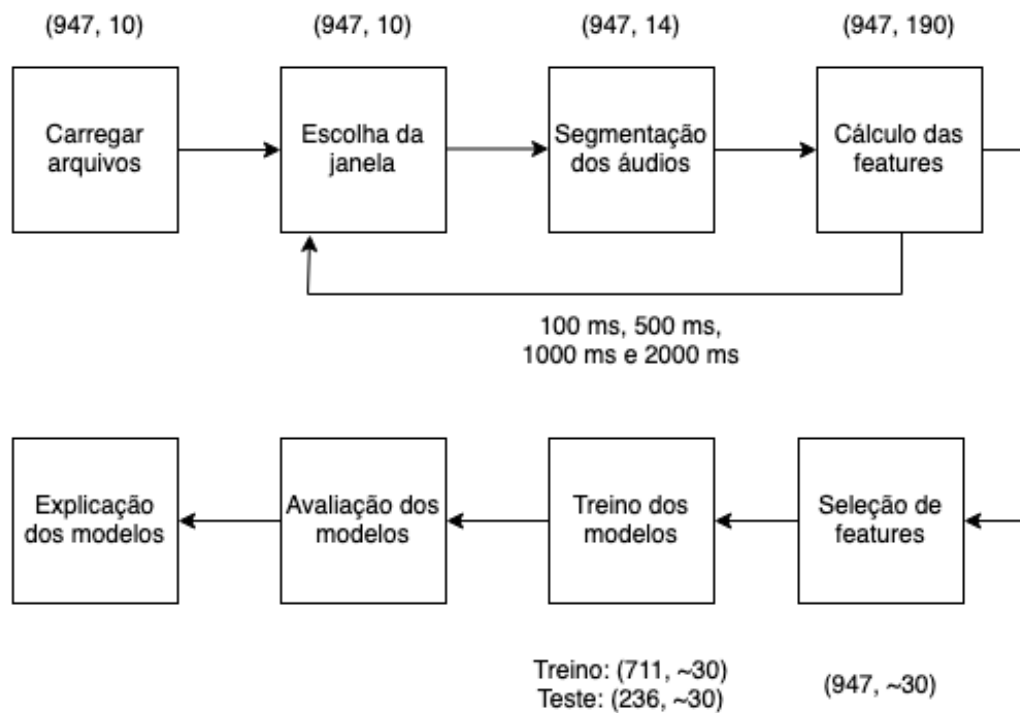 (947, 10)
(947, 10)
(947, 14)
(947, 190)
Carregar
arquivos
Escolha da
janela
Segmentação
dos áudios
Cálculo das
features
100 ms, 500 ms,
1000 ms e 2000 ms
Explicação
dos modelos
Avaliação dos
modelos
Treino dos
modelos
Seleção de
features
Treino: (711, ~30)
Teste: (236, ~30)
(947, ~30)